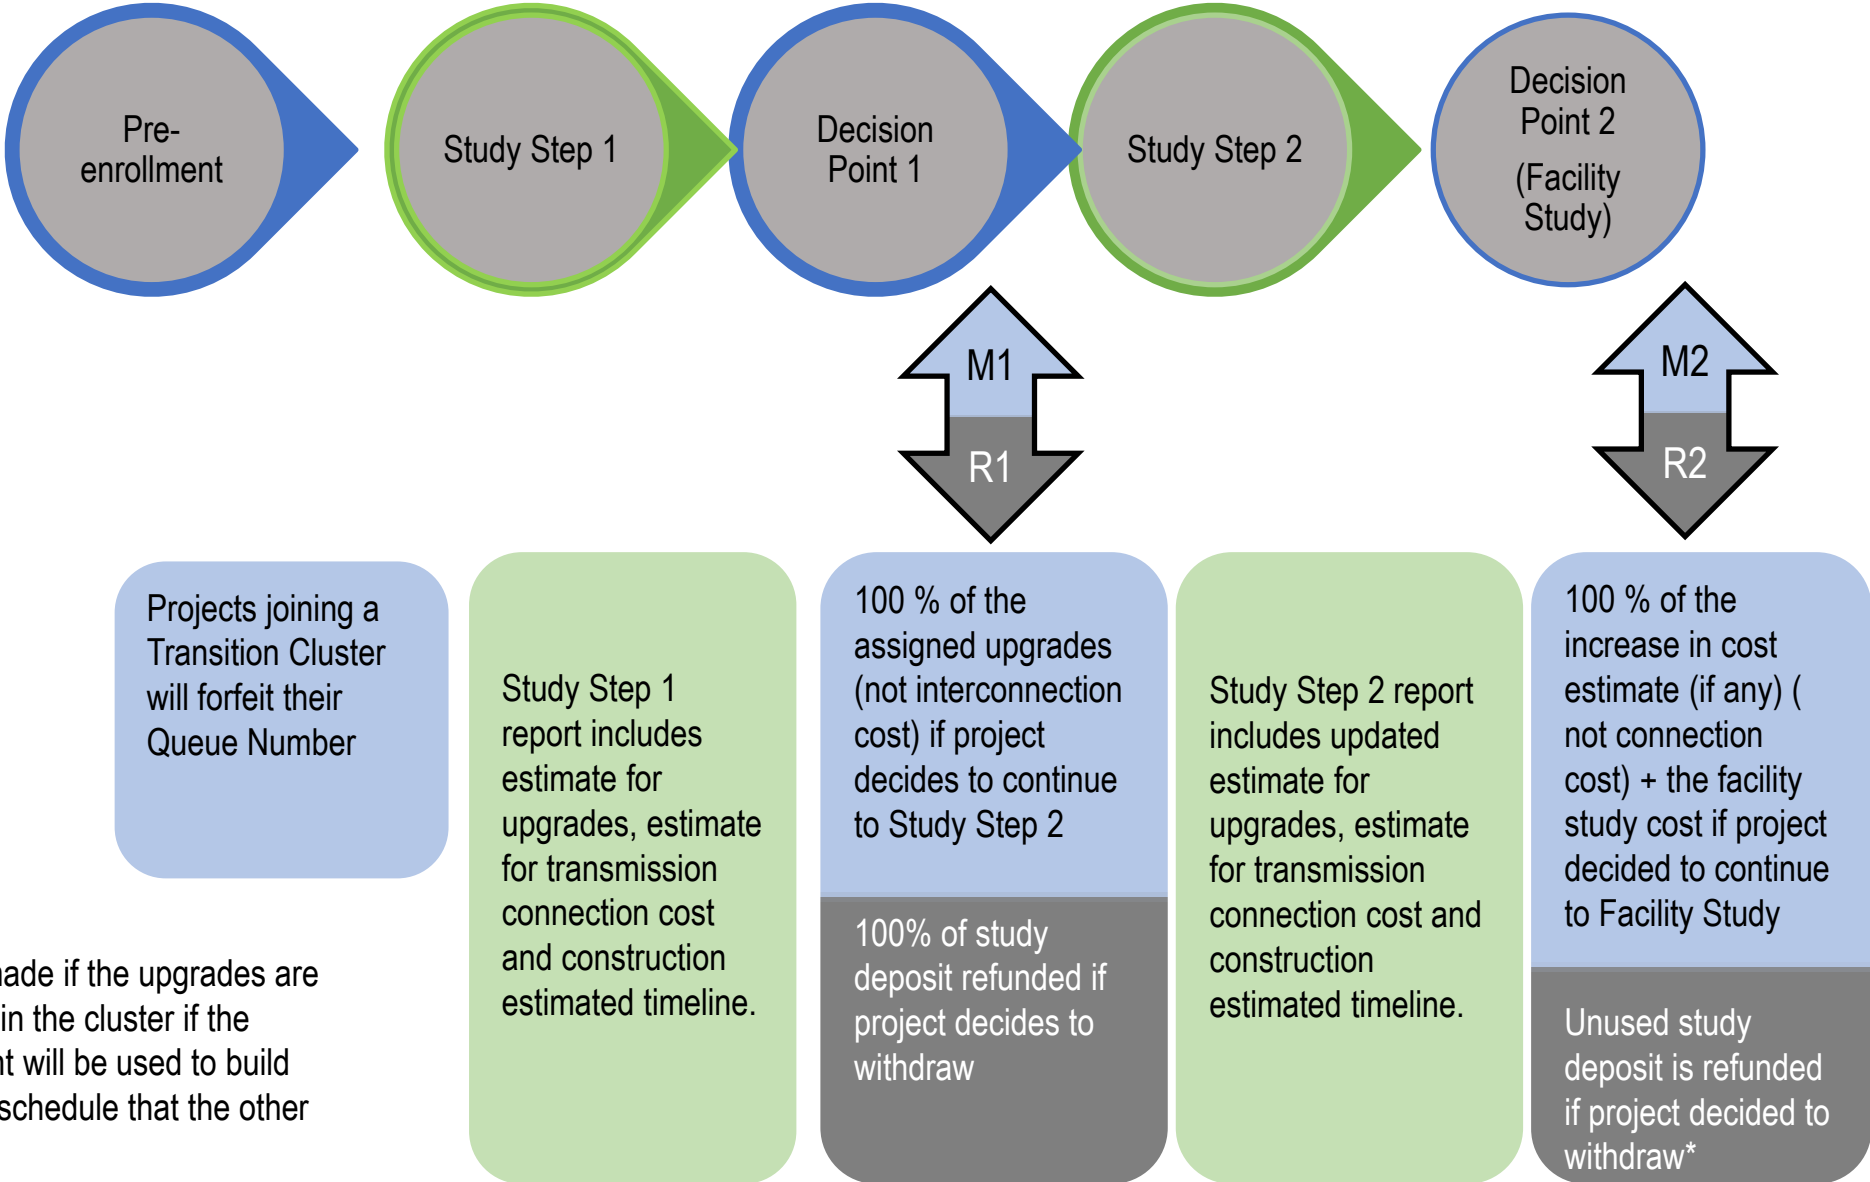 Pre-
enrollment
Study Step 1
Decision
Point 1
Study Step 2
Decision
Point 2
(Facility
Study)
M1
R1
M2
R2
Projects joining a
Transition Cluster
will forfeit their
Queue Number
Study Step 1
report includes
estimate for
upgrades, estimate
for transmission
connection cost
and construction
estimated timeline.
100 % of the
assigned upgrades
(not interconnection
cost) if project
decides to continue
to Study Step 2
100% of study
deposit refunded if
project decides to
withdraw
Study Step 2 report
includes updated
estimate for
upgrades, estimate
for transmission
connection cost and
construction
estimated timeline.
100 % of the
increase in cost
estimate (if any) (
not connection
cost) + the facility
study cost if project
decided to continue
to Facility Study
Unused study
deposit is refunded
if project decided to
withdraw*
if the upgrades are
in the cluster if the
will be used to build
schedule that the other